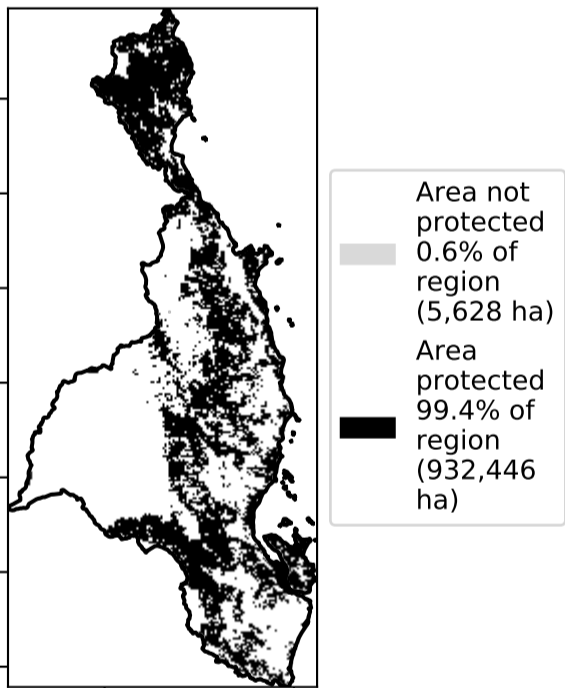 Area not
protected
0.6% of
region
(5,628 ha)
Area
protected
99.4% of
region
(932,446
ha)